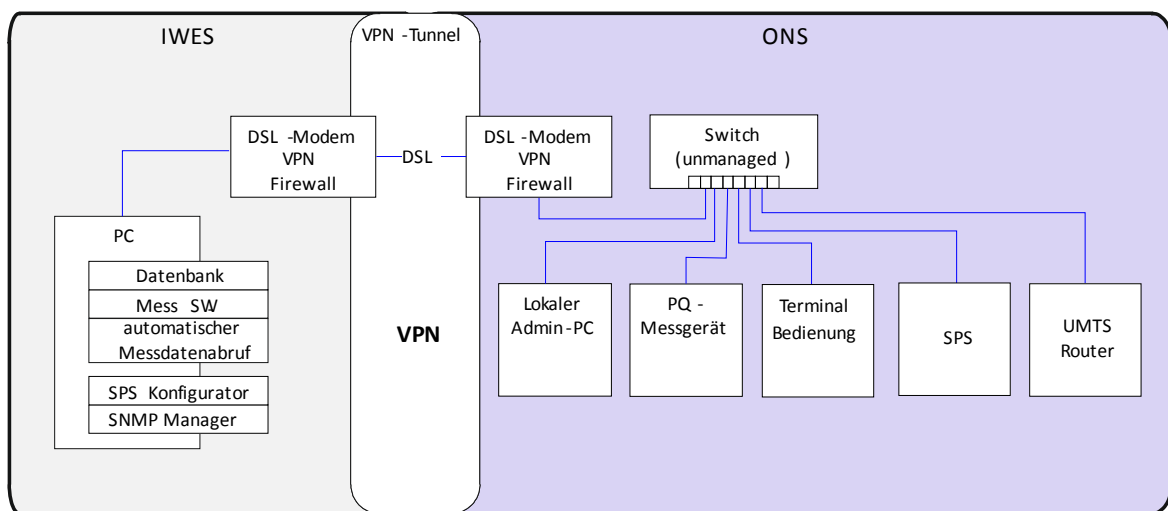 IWES
VPN -Tunnel
ONS
DSL -Modem
VPN
Firewall
DSL
DSL -Modem
VPN
Firewall
Switch
(unmanaged )
PC
Datenbank
Mess SW
automatischer
Messdatenabruf
SPS Konfigurator
SNMP Manager
VPN
Lokaler
Admin-PC
PQ -
Messgerät
Terminal
Bedienung
SPS
UMTS
Router